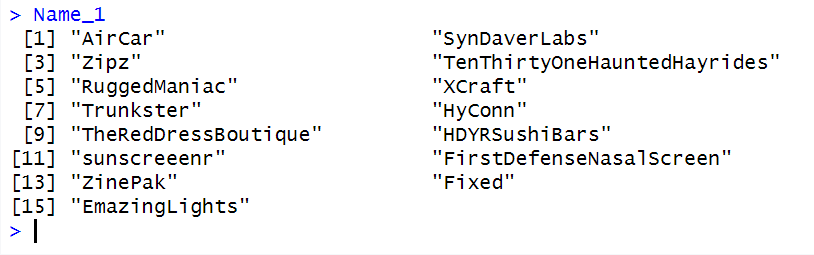 > Name_1
[1] "AirCar" "SynDaverLabs"
[3] "Zipz" "TenThirtyOneHauntedHayrides"
[5] "RuggedManiac" "XCraft"
[7] "Trunkster" "HyConn"
[9] "TheRedDressBoutique" "HDYRSushiBars"
[11] "sunscreeenr" "FirstDefenseNasalScreen"
[13] "ZinePak" "Fixed"
[15] "EmazingLights"
>